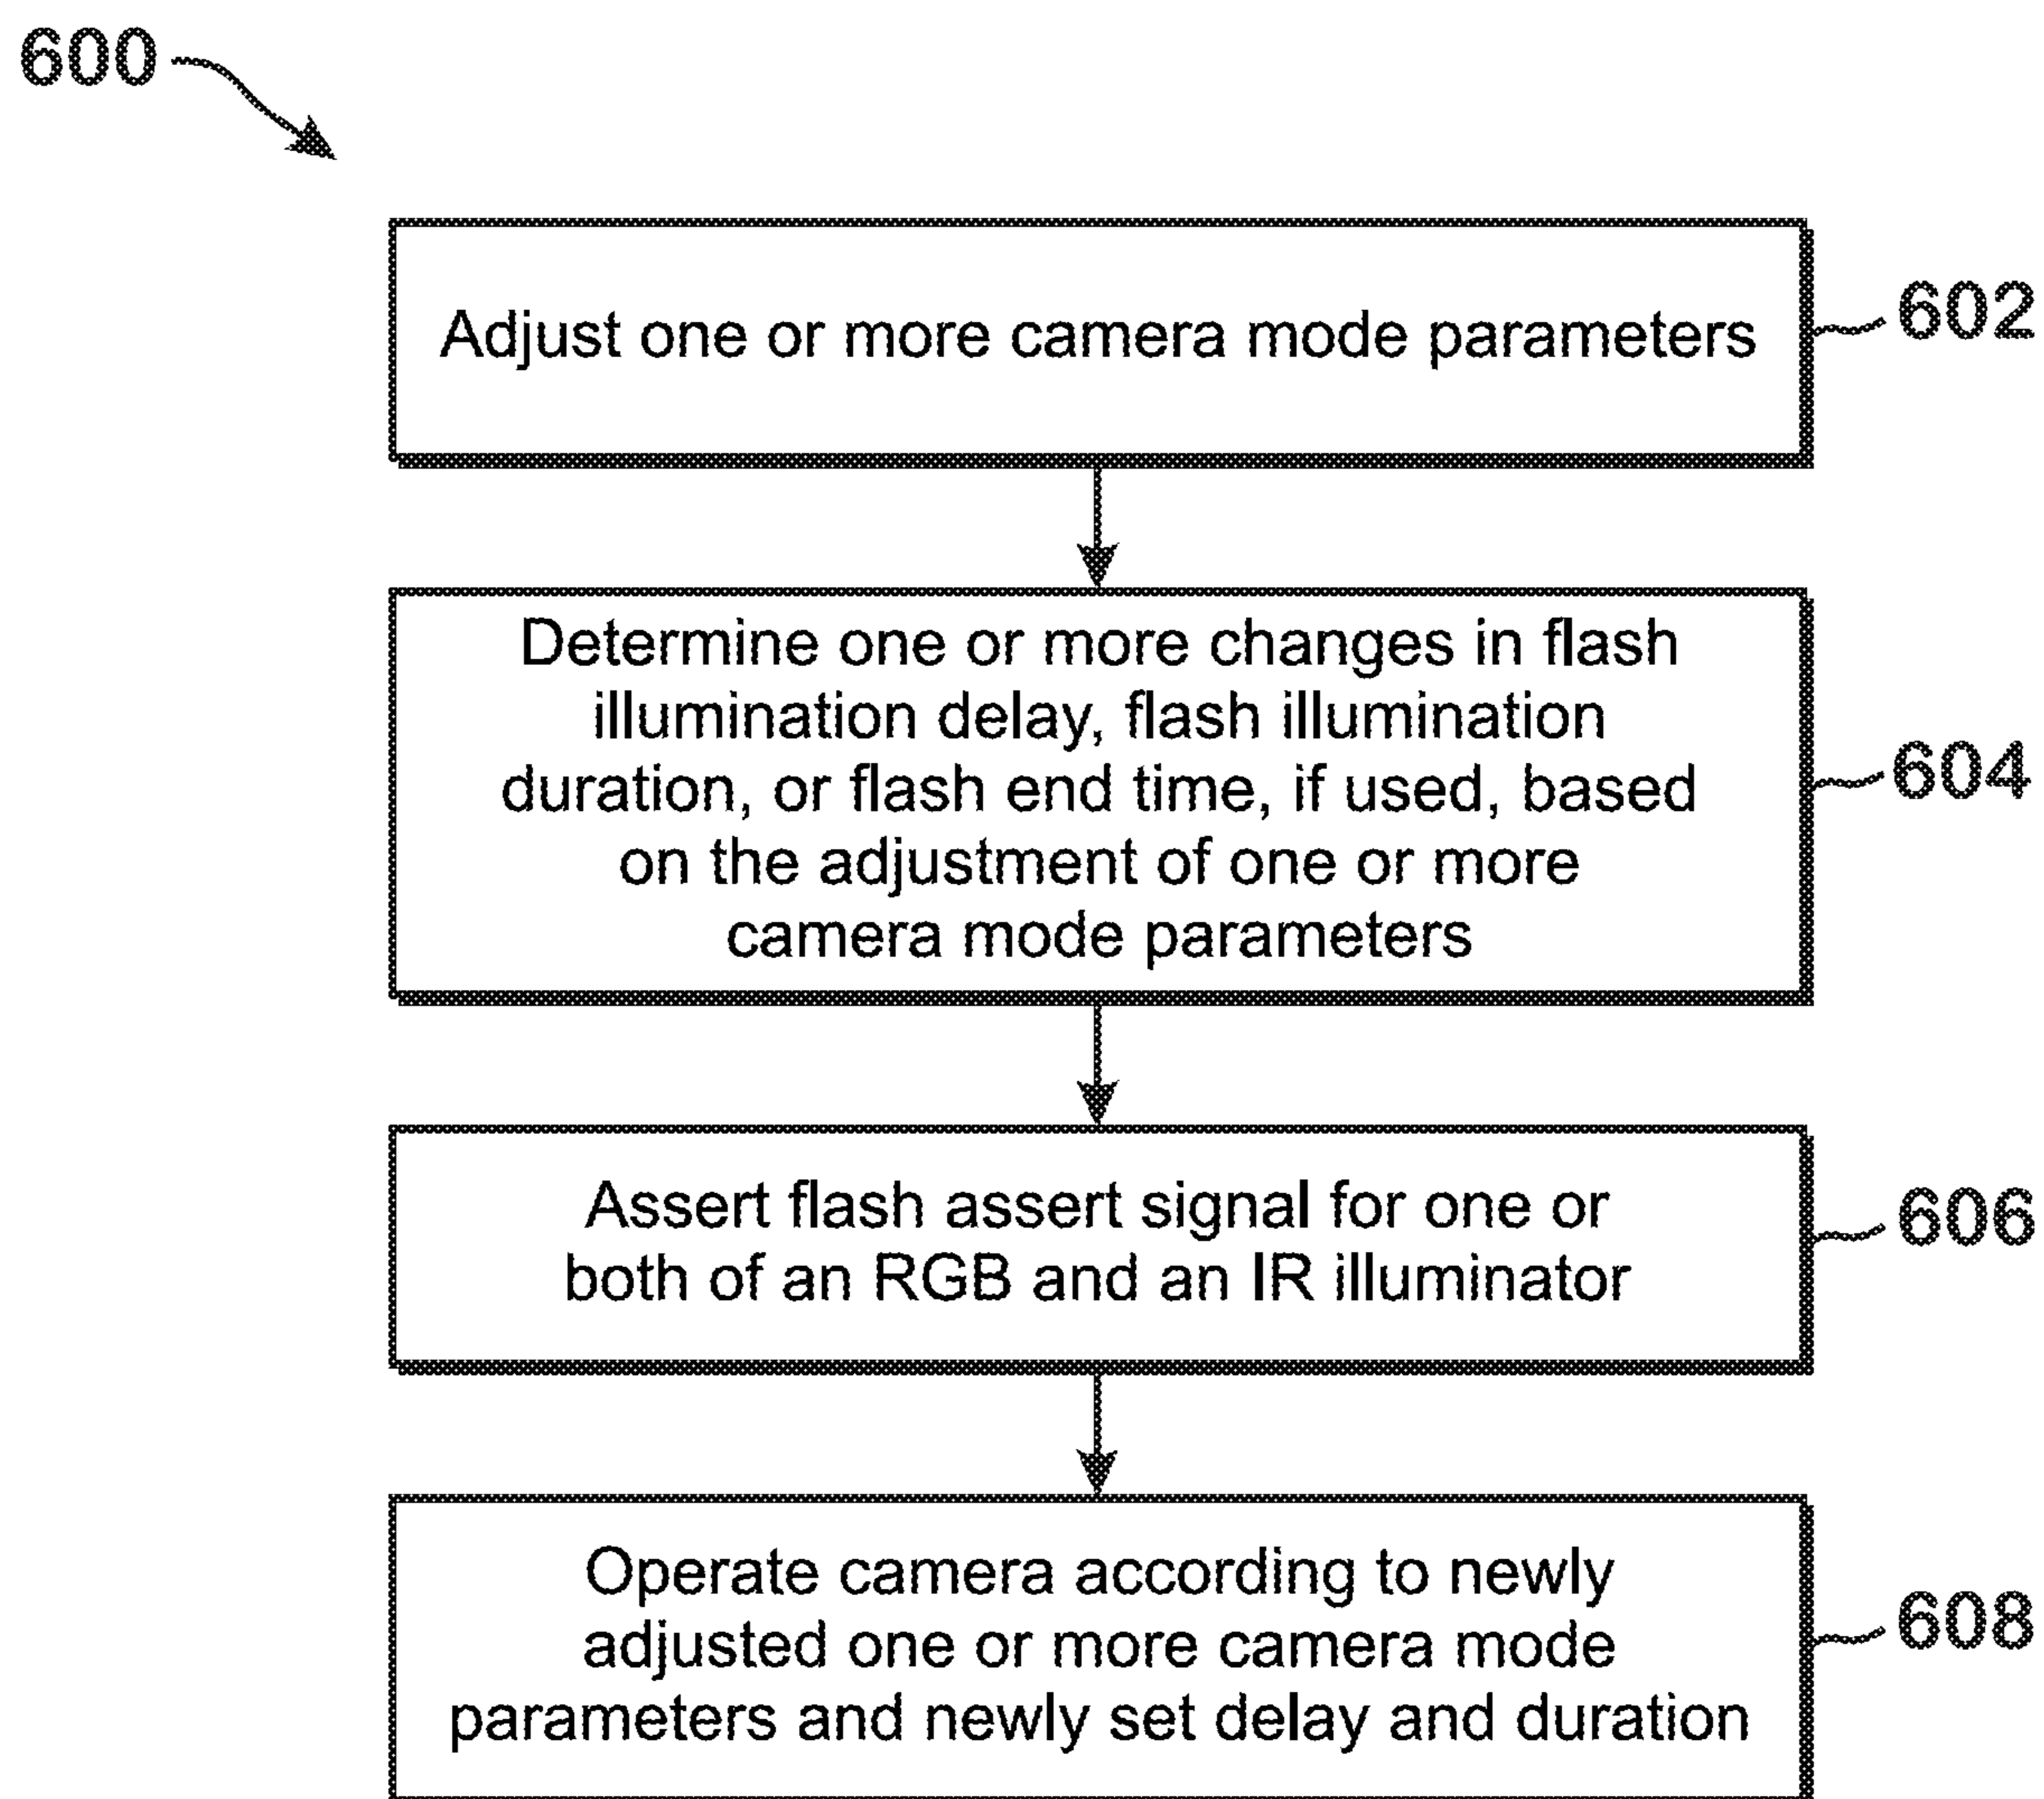 600
Adjust one or more camera mode parameters
602
Determine one or more changes in flash
illumination delay, flash illumination
duration, or flash end time, if used, based
on the adjustment of one or more
camera mode parameters
604
Assert flash assert signal for one or
both of an RGB and an IR illuminator
606
Operate camera according to newly
adjusted one or more camera mode
parameters and newly set delay and duration
608